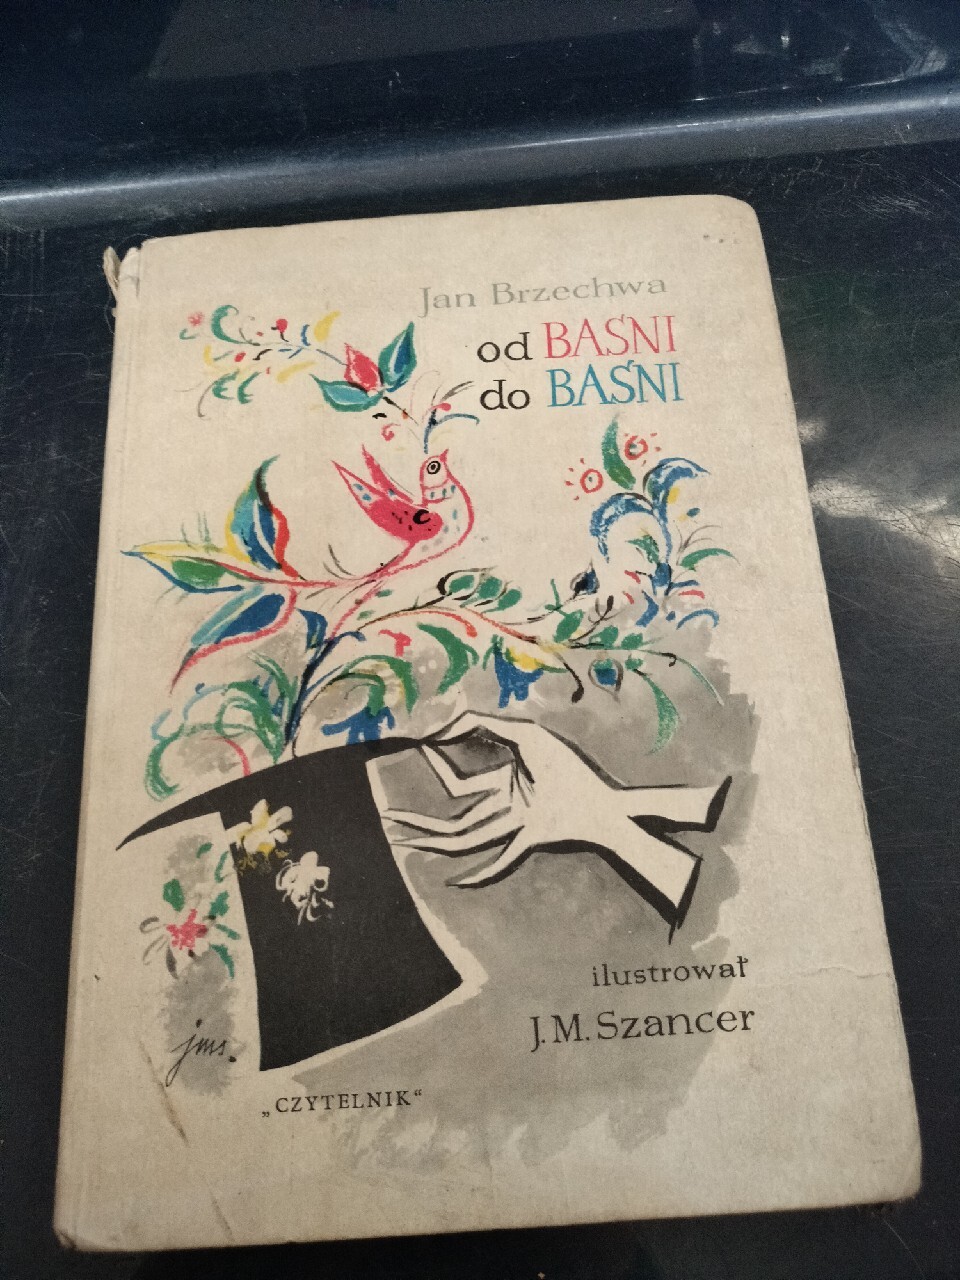 Jan Brzechwa
od BAŚNI
do BAŚNI
ilustrował
J. M. Szancer
jms.
„CZYTELNIK“